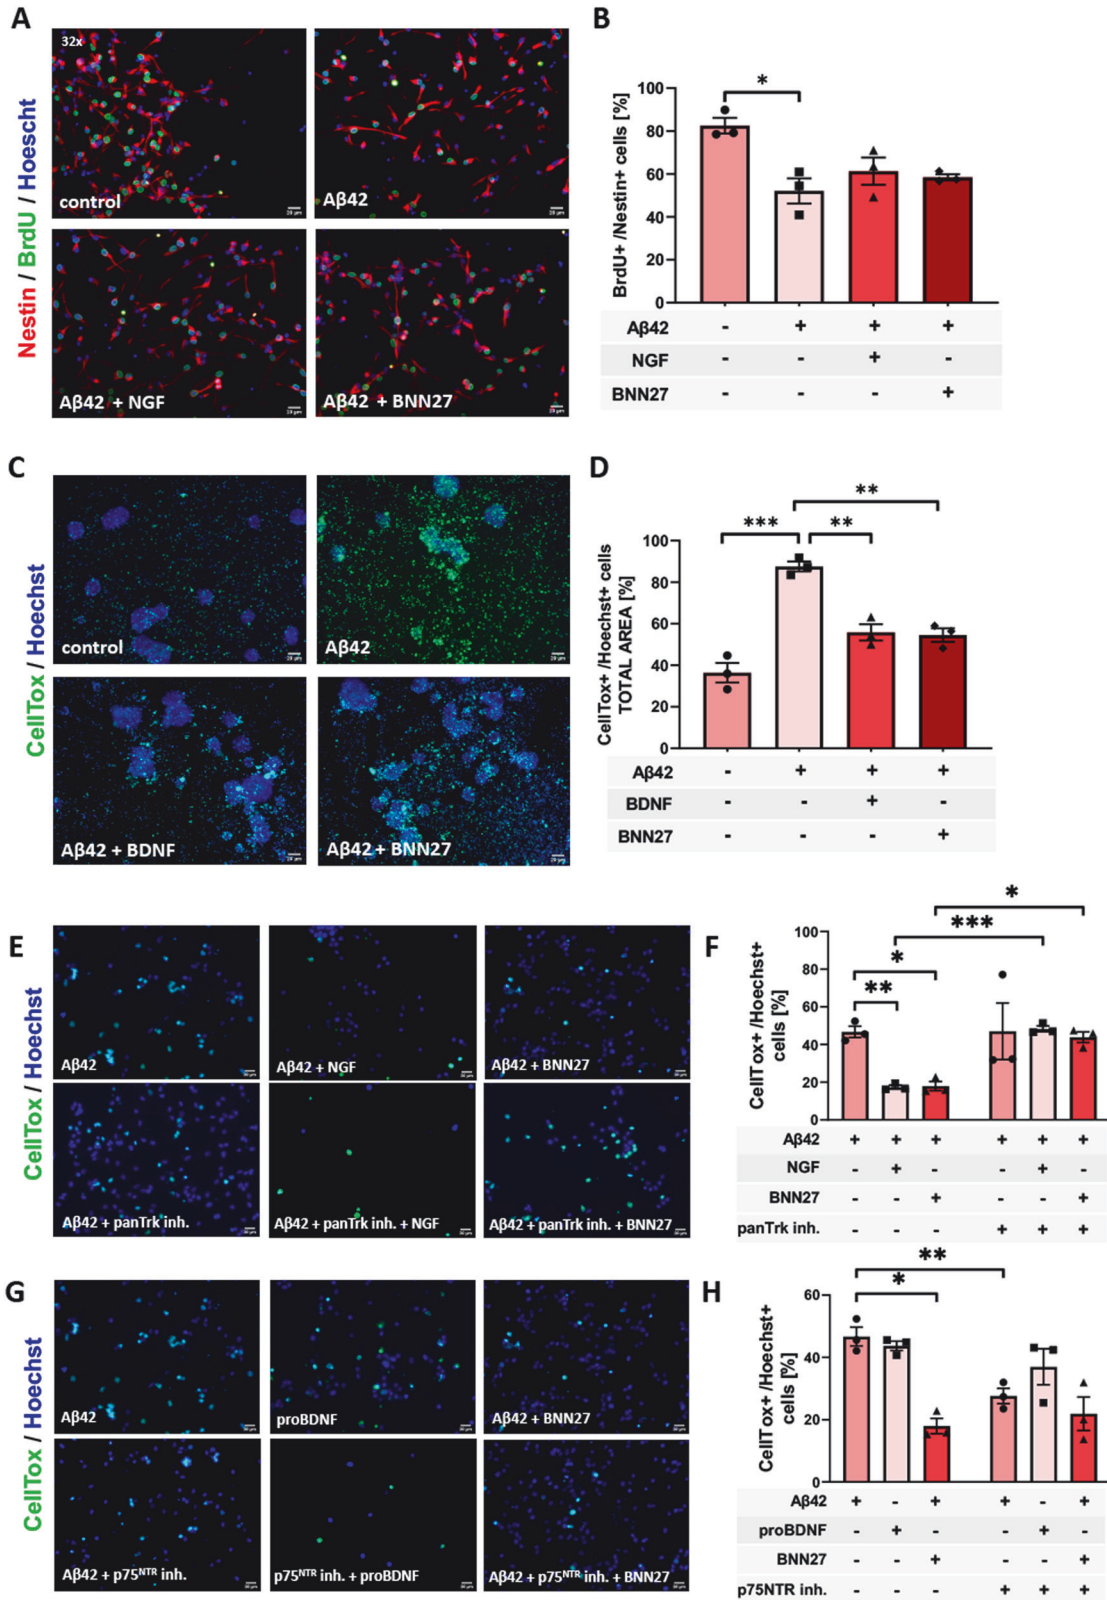 A
Nestin / BrdU / Hoescht
32x
control
Aβ42
Aβ42 + NGF
Aβ42 + BNN27
B
BrdU+ /Nestin+ cells [%]
100
80
60
40
20
0
*
Aβ42 - + + +
NGF - - + -
BNN27 - - - +
C
CellTox / Hoechst
control
Aβ42
Aβ42 + BDNF
Aβ42 + BNN27
D
CellTox+ /Hoechst+ cells
TOTAL AREA [%]
100
80
60
40
20
0
*** ** **
Aβ42 - + + +
BDNF - - + -
BNN27 - - - +
E
CellTox / Hoechst
Aβ42
Aβ42 + NGF
Aβ42 + BNN27
Aβ42 + panTrk inh.
Aβ42 + panTrk inh. + NGF
Aβ42 + panTrk inh. + BNN27
F
CellTox+ /Hoechst+
cells [%]
100
80
60
40
20
0
** * *** *
Aβ42 + + + + + +
NGF - + - - + -
BNN27 - - + - - +
panTrk inh. - - - + + +
G
CellTox / Hoechst
Aβ42
proBDNF
Aβ42 + BNN27
Aβ42 + p75ᴺᵀᴿ inh.
p75ᴺᵀᴿ inh. + proBDNF
Aβ42 + p75ᴺᵀᴿ inh. + BNN27
H
CellTox+ /Hoechst+
cells [%]
60
40
20
0
* **
Aβ42 + - + + - +
proBDNF - + - - + -
BNN27 - - + - - +
p75NTR inh. - - - + + +